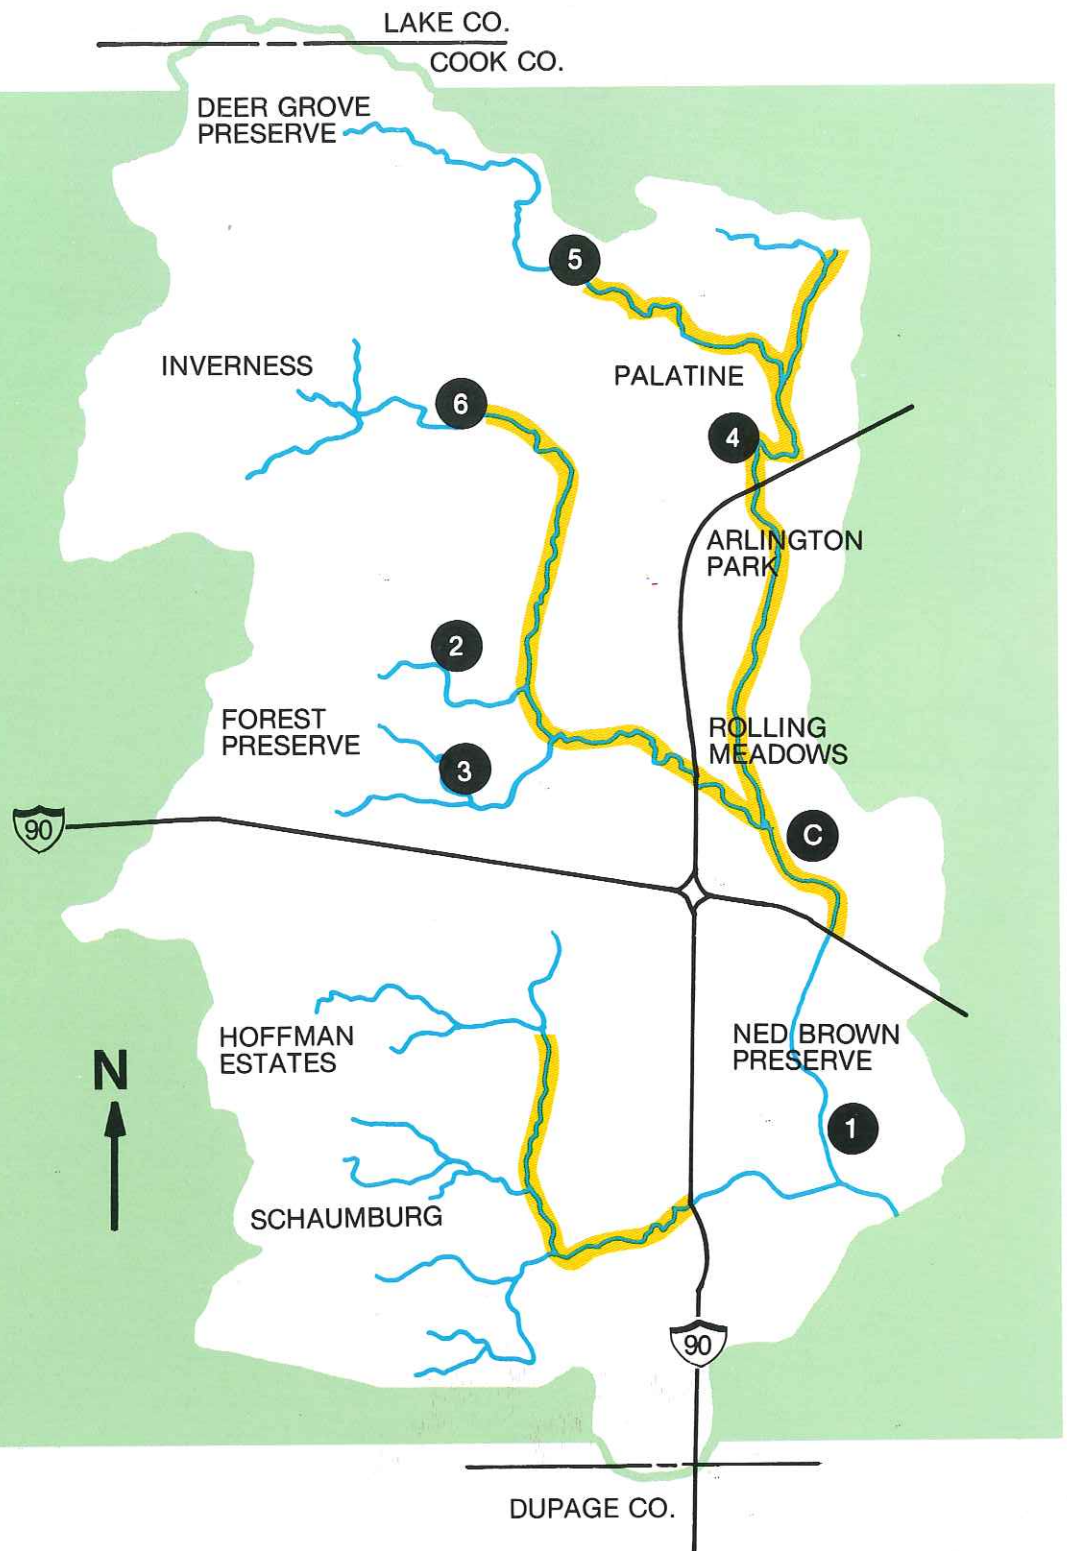 LAKE CO.
COOK CO.
DEER GROVE
PRESERVE
5
INVERNESS
PALATINE
6
4
ARLINGTON
PARK
2
FOREST
PRESERVE
ROLLING
MEADOWS
3
90
C
HOFFMAN
ESTATES
NED BROWN
PRESERVE
N
1
SCHAUMBURG
90
DUPAGE CO.